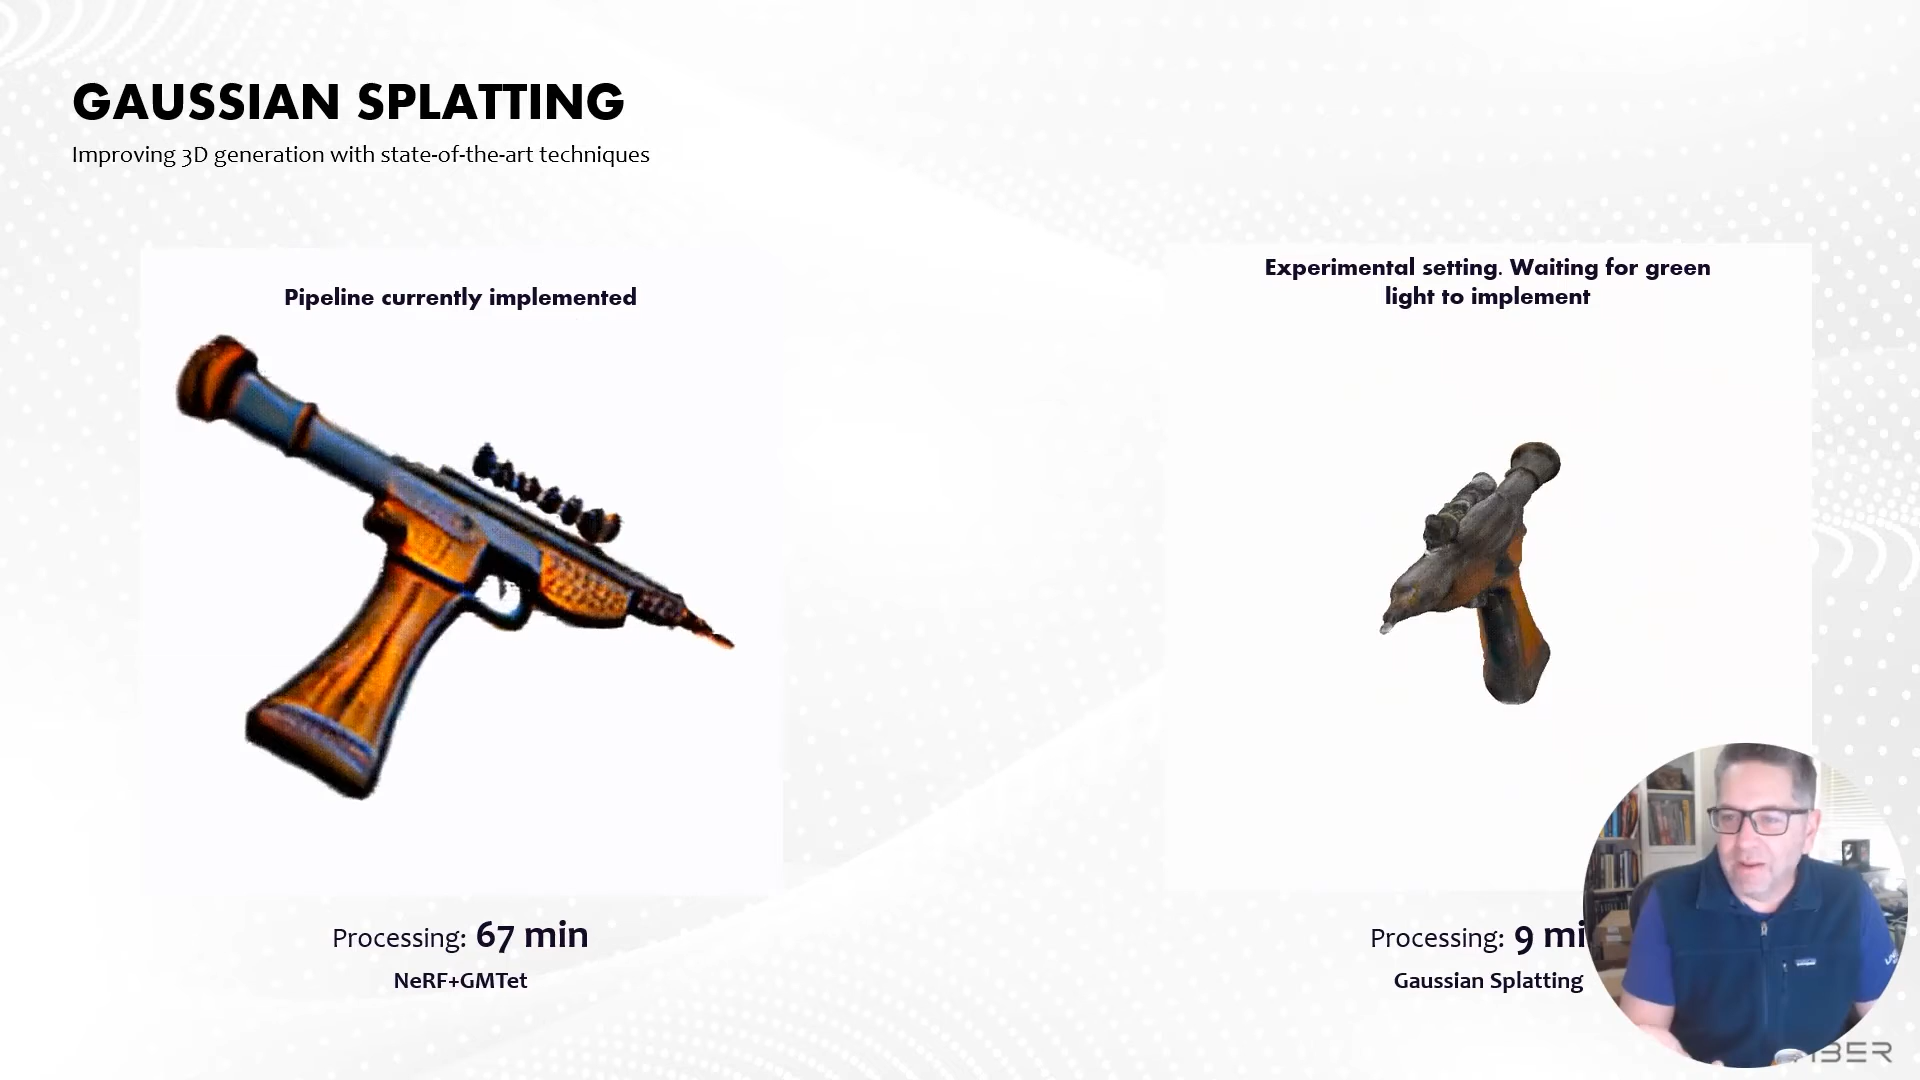 GAUSSIAN SPLATTING
Improving 3D generation with state-of-the-art techniques
Pipeline currently implemented
Experimental setting. Waiting for green
light to implement
Processing: 67 min
NeRF+GMTet
Processing: 9
Gaussian Splatting